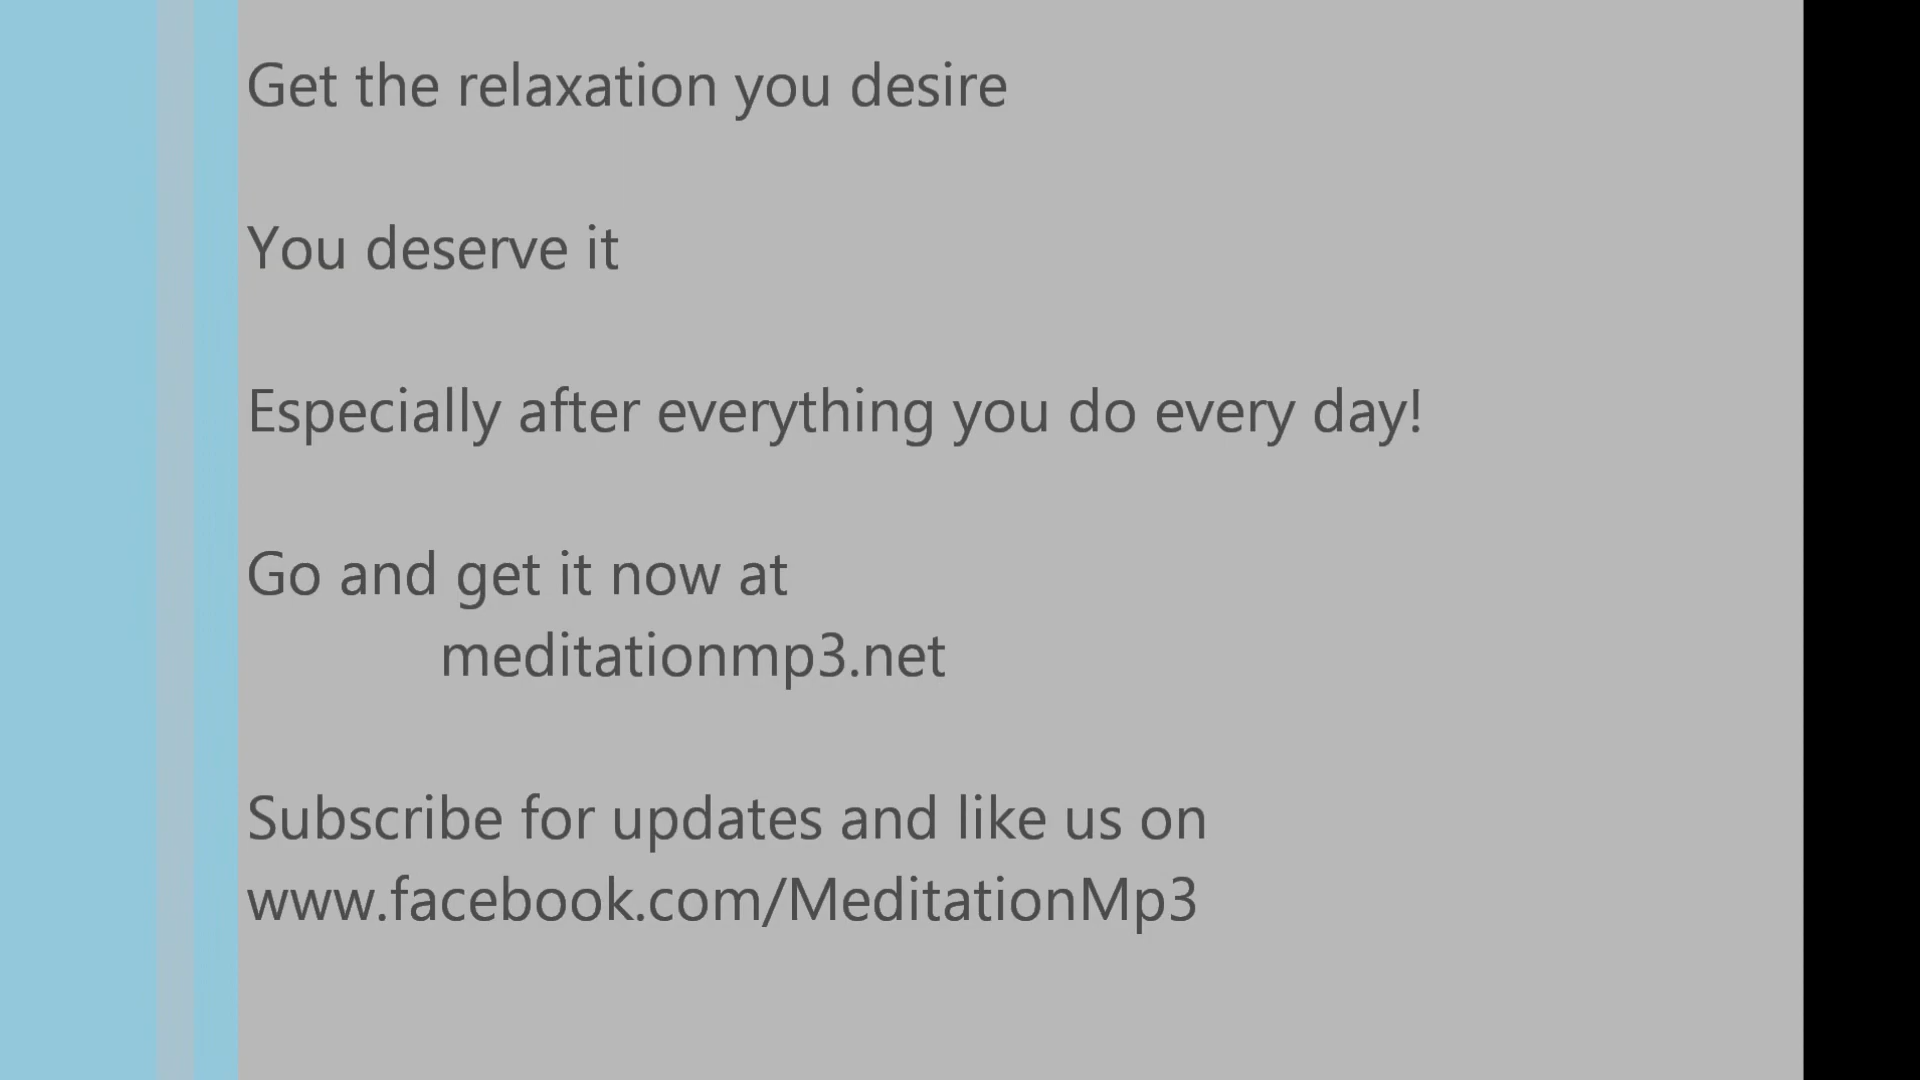 Get the relaxation you desire
You deserve it
Especially after everything you do every day!
Go and get it now at
meditationmp3.net
Subscribe for updates and like us on
www.facebook.com/MeditationMp3